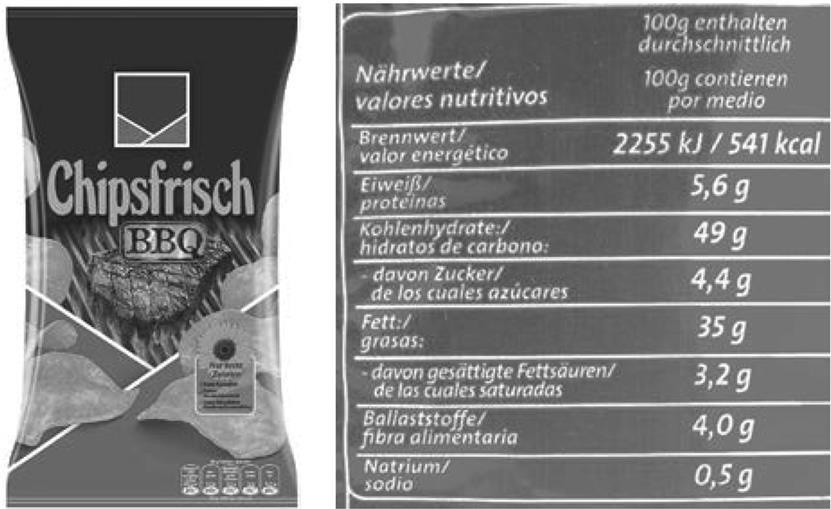 Chipsfrisch
BBQ
100g enthalten
durchschnittlich
Nährwerte/
valores nutritivos
100g contienen
por medio
Brennwert/
valor energético
2255 kJ / 541 kcal
Eiweiß/
proteínas
5,6 g
Kohlenhydrate:/
hidratos de carbono:
49 g
- davon Zucker/
de los cuales azúcares
4,4 g
Fett:/
grasas:
35 g
- davon gesättigte Fettsäuren/
de las cuales saturadas
3,2 g
Ballaststoffe/
fibra alimentaria
4,0 g
Natrium/
sodio
0,5 g